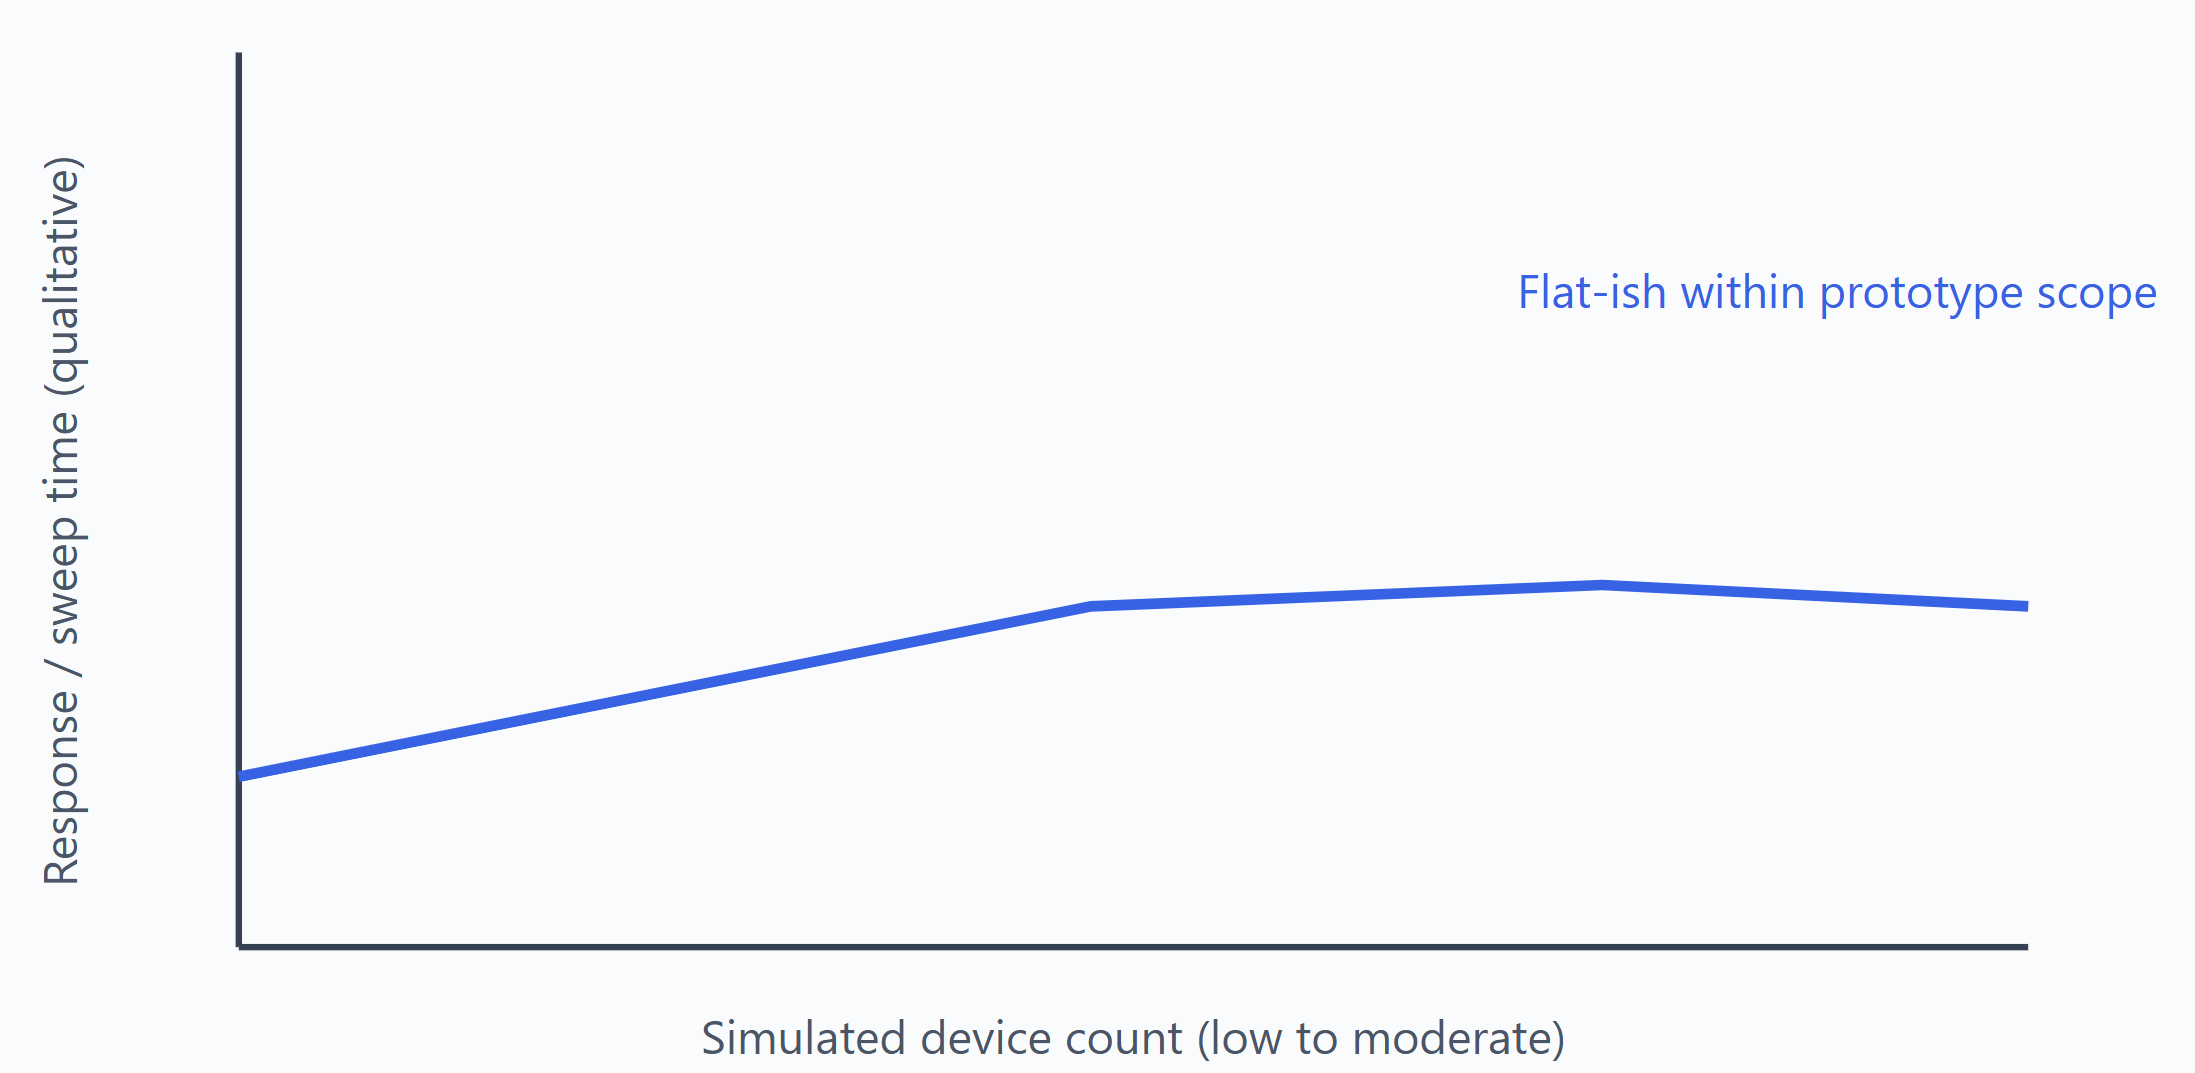 Response / sweep time (qualitative)
Flat-ish within prototype scope
Simulated device count (low to moderate)